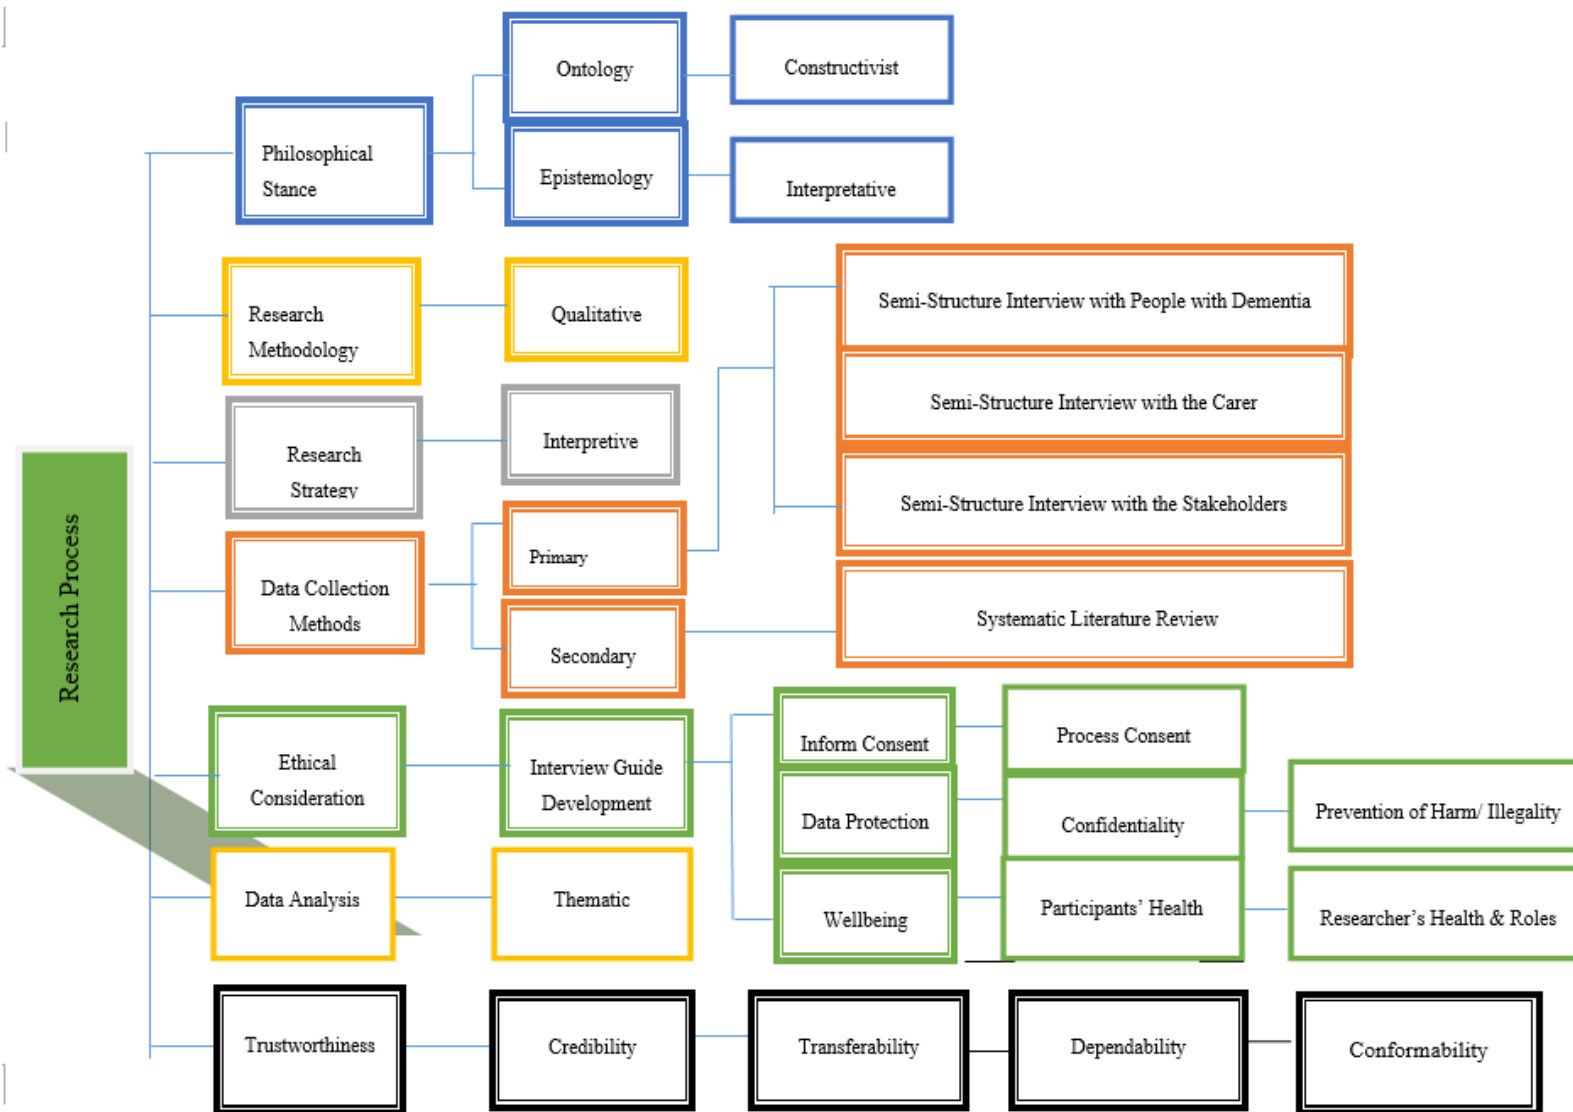 Research Process
Philosophical
Stance
Ontology
Constructivist
Epistemology
Interpretative
Research
Methodology
Qualitative
Research
Strategy
Interpretive
Data Collection
Methods
Primary
Semi-Structure Interview with People with Dementia
Semi-Structure Interview with the Carer
Semi-Structure Interview with the Stakeholders
Secondary
Systematic Literature Review
Ethical
Consideration
Interview Guide
Development
Inform Consent
Process Consent
Data Protection
Confidentiality
Prevention of Harm/ Illegality
Wellbeing
Participants’ Health
Researcher’s Health & Roles
Data Analysis
Thematic
Trustworthiness
Credibility
Transferability
Dependability
Conformability